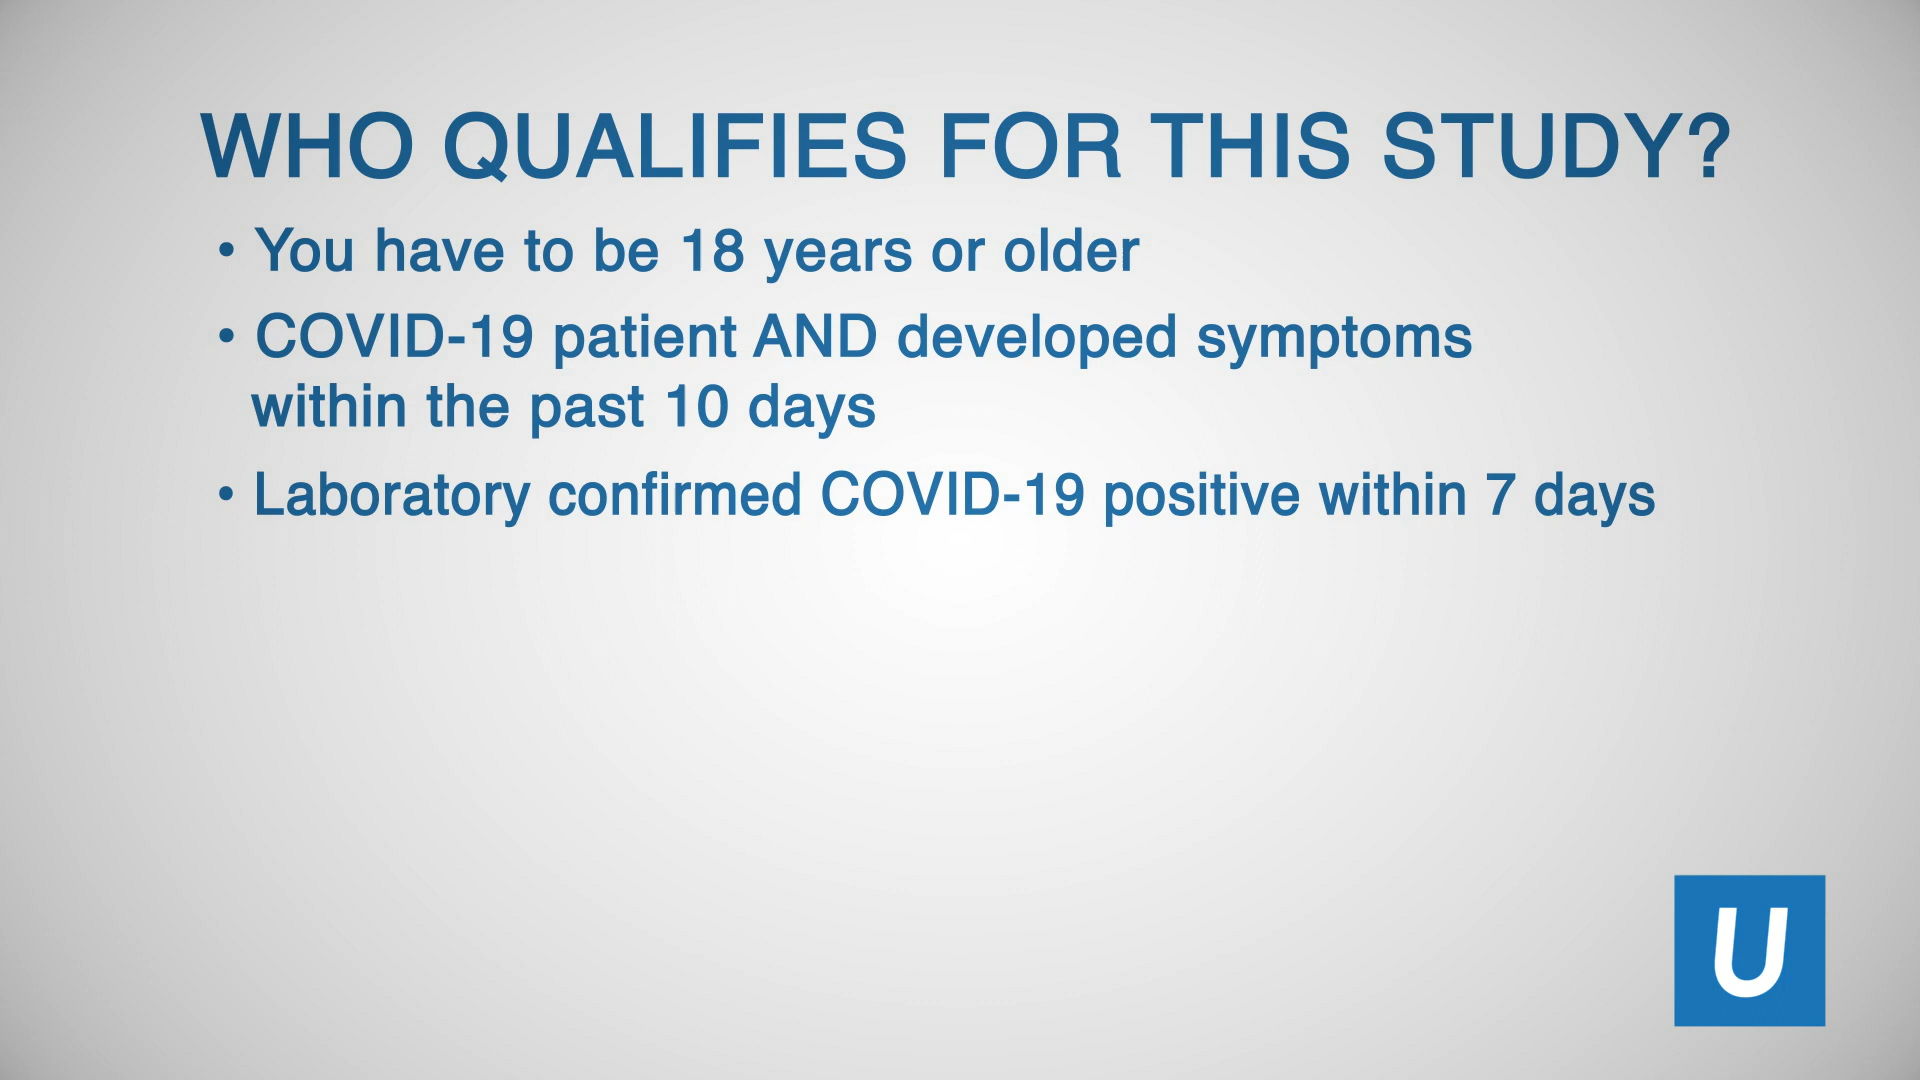 WHO QUALIFIES FOR THIS STUDY?
• You have to be 18 years or older
• COVID-19 patient AND developed symptoms
within the past 10 days
• Laboratory confirmed COVID-19 positive within 7 days
U